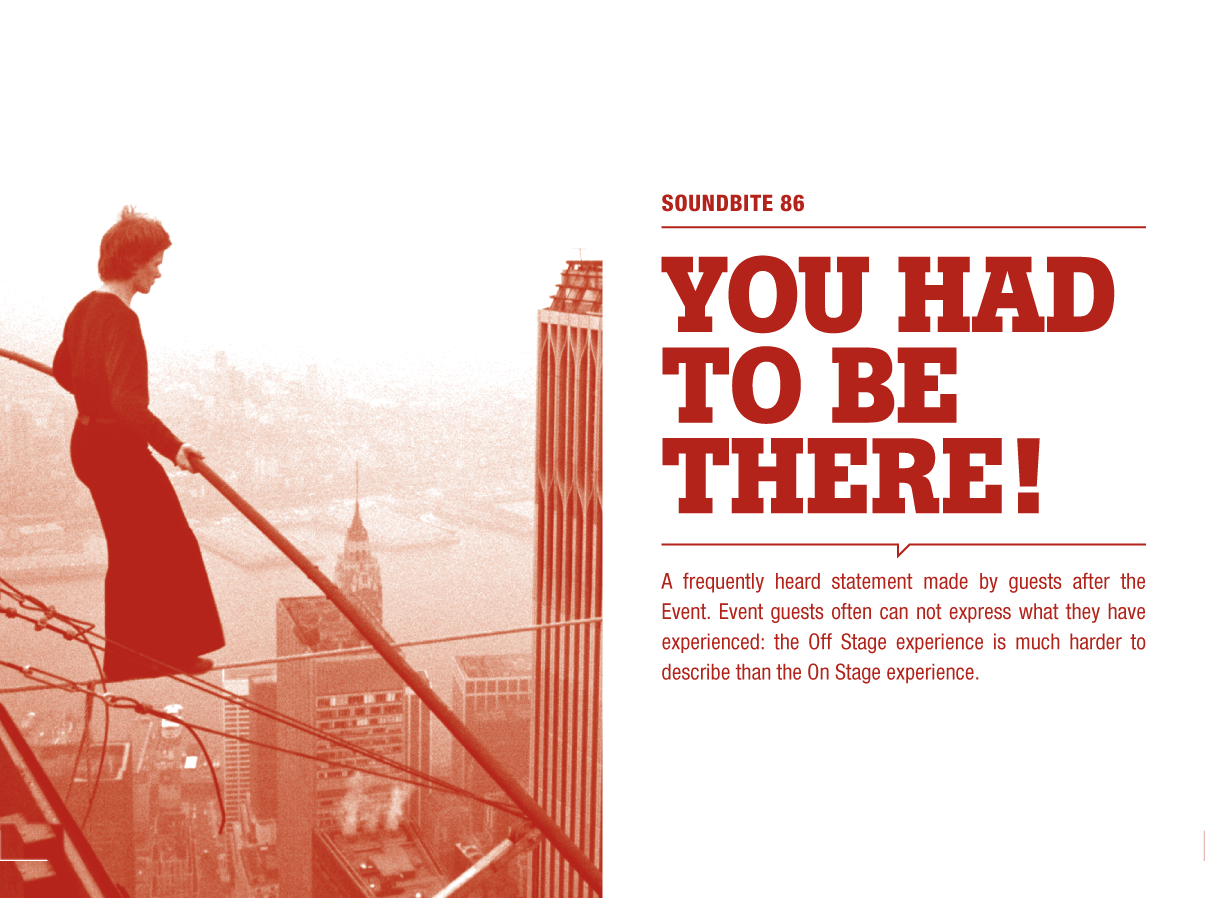 SOUNDBITE 86
YOU HAD
TO BE
THERE!
A frequently heard statement made by guests after the
Event. Event guests often can not express what they have
experienced: the Off Stage experience is much harder to
describe than the On Stage experience.